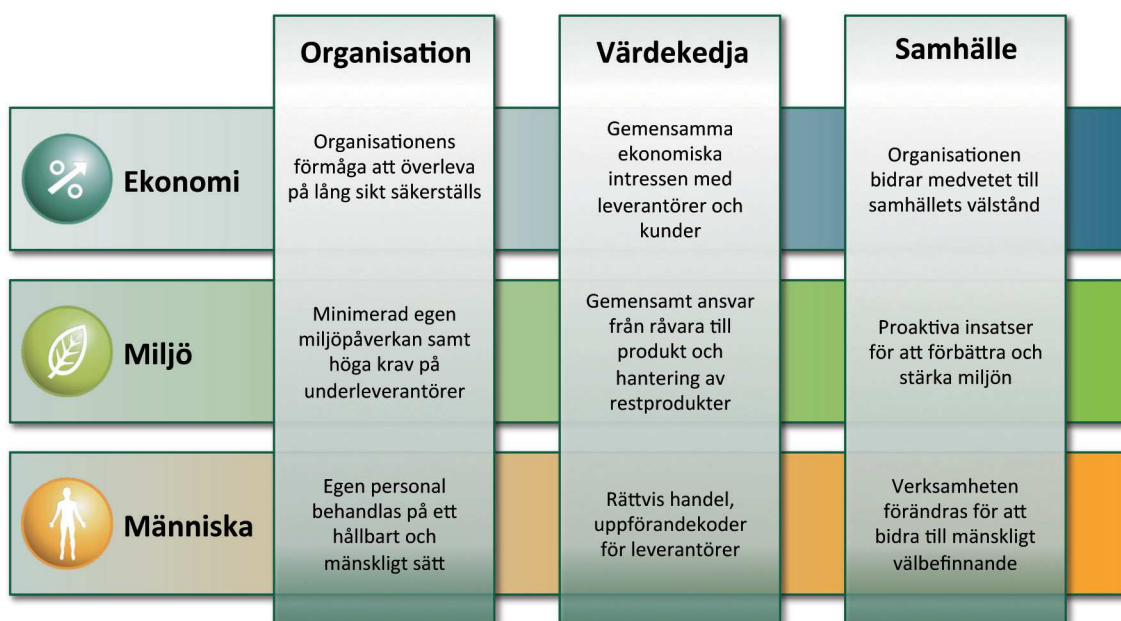 Organisation
Värdekedja
Samhälle
Ekonomi
Organisationens
förmåga att överleva
på lång sikt säkerställs
Gemensamma
ekonomiska
intressen med
leverantörer och
kunder
Organisationen
bidrar medvetet till
samhällets välstånd
Miljö
Minimerad egen
miljöpåverkan samt
höga krav på
underleverantörer
Gemensamt ansvar
från råvara till
produkt och
hantering av
restprodukter
Proaktiva insatser
för att förbättra och
stärka miljön
Människa
Egen personal
behandlas på ett
hållbart och
mänskligt sätt
Rättvis handel,
uppförandekoder
för leverantörer
Verksamheten
förändras för att
bidra till mänskligt
välbefinnande